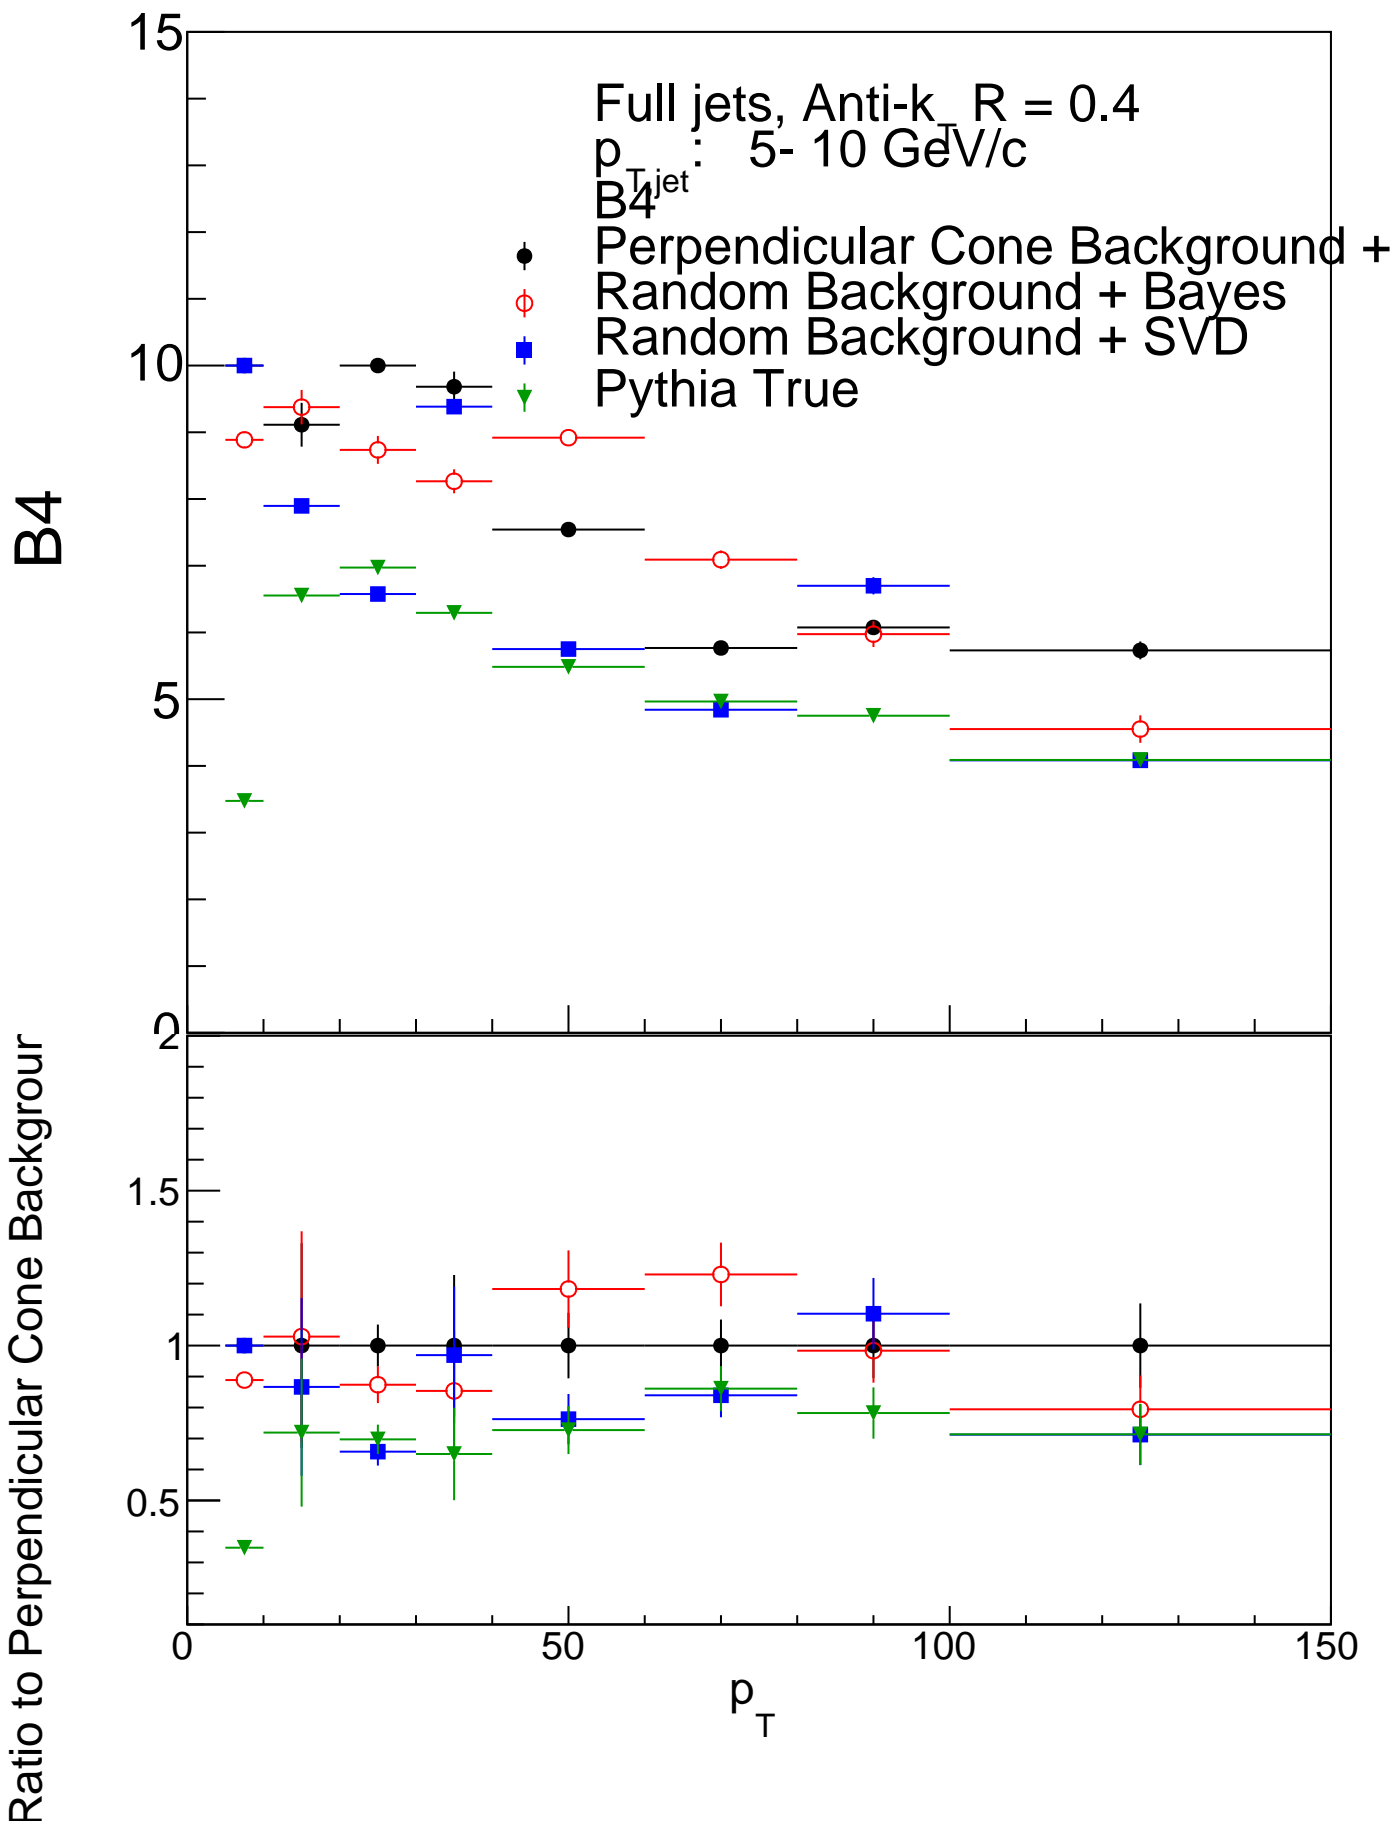 15
Full jets, Anti-k_T R = 0.4
p_T,jet : 5- 10 GeV/c
B4
Perpendicular Cone Background +
Random Background + Bayes
Random Background + SVD
Pythia True
10
B4
5
0
2
Ratio to Perpendicular Cone Backgrour
1.5
1
0.5
0 50 100 150
p_T